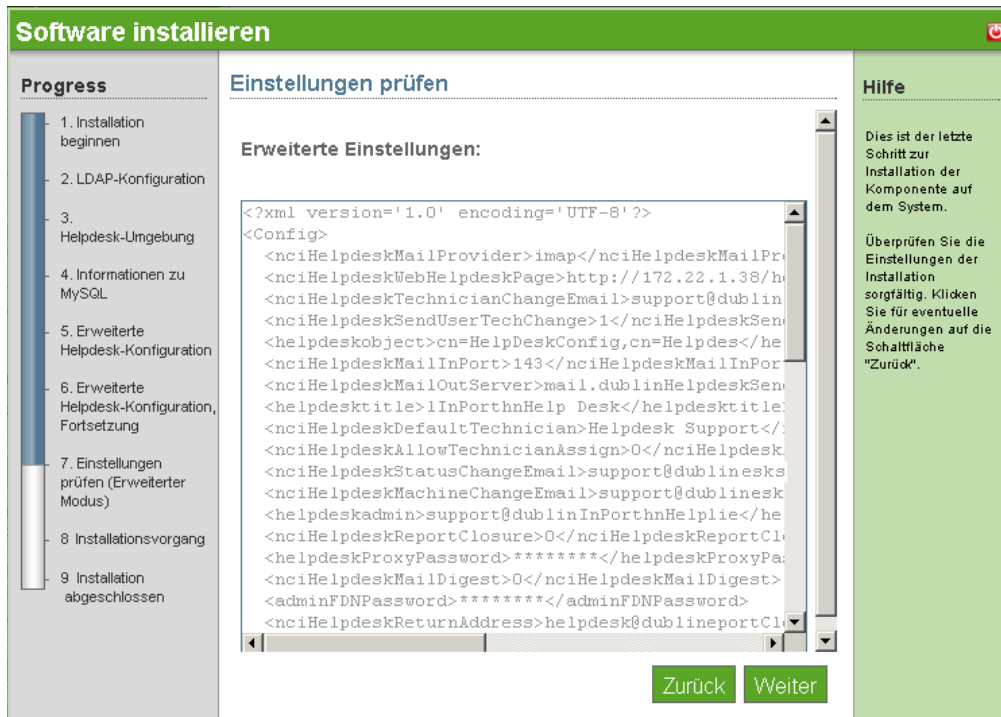 Software installieren
Progress
1. Installation
beginnen
2. LDAP-Konfiguration
3.
Helpdesk-Umgebung
4. Informationen zu
MySQL
5. Erweiterte
Helpdesk-Konfiguration
6. Erweiterte
Helpdesk-Konfiguration,
Fortsetzung
7. Einstellungen
prüfen (Erweiterter
Modus)
8 Installationsvorgang
9 Installation
abgeschlossen
Einstellungen prüfen
Erweiterte Einstellungen:
<?xml version='1.0' encoding='UTF-8'?>
<Config>
<nciHelpdeskMailProvider>imap</nciHelpdeskMailPr
<nciHelpdeskWebHelpdeskPage>http://172.22.1.38/h
<nciHelpdeskTechnicianChangeEmail>support@dublin
<nciHelpdeskSendUserTechChange>1</nciHelpdeskSen
<helpdeskobject>cn=HelpDeskConfig,cn=Helpdes</he
<nciHelpdeskMailInPort>143</nciHelpdeskMailInPor
<nciHelpdeskMailOutServer>mail.dublinHelpdeskSen
<helpdesktitle>lInPorthnHelp Desk</helpdesktitle
<nciHelpdeskDefaultTechnician>Helpdesk Support</
<nciHelpdeskAllowTechnicianAssign>0</nciHelpdesk
<nciHelpdeskStatusChangeEmail>support@dublinesks
<nciHelpdeskMachineChangeEmail>support@dublinesk
<helpdeskadmin>support@dublinInPorthnHelplie</he
<nciHelpdeskReportClosure>0</nciHelpdeskReportCl
<helpdeskProxyPassword>********</helpdeskProxyPa
<nciHelpdeskMailDigest>0</nciHelpdeskMailDigest>
<adminFDNPassword>********</adminFDNPassword>
<nciHelpdeskReturnAddress>helpdesk@dublineportCl
Zurück
Weiter
Hilfe
Dies ist der letzte
Schritt zur
Installation der
Komponente auf
dem System.
Überprüfen Sie die
Einstellungen der
Installation
sorgfältig. Klicken
Sie für eventuelle
Änderungen auf die
Schaltfläche
"Zurück".